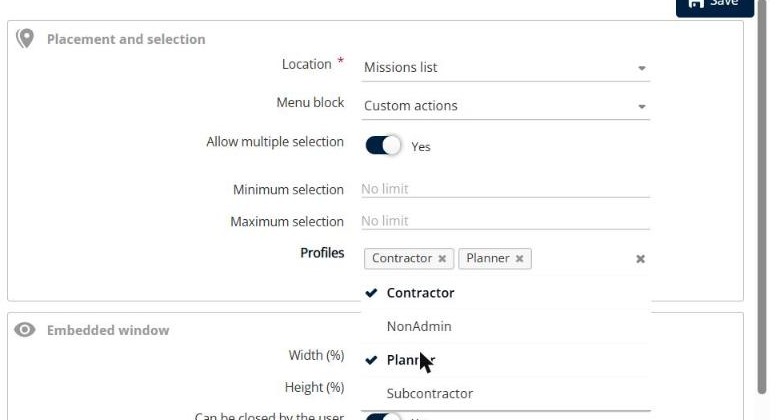 Save
Placement and selection
Location *
Missions list
Menu block
Custom actions
Allow multiple selection
Yes
Minimum selection
No limit
Maximum selection
No limit
Profiles
Contractor
Planner
Contractor
NonAdmin
Planner
Subcontractor
Embedded window
Width (%)
Height (%)
Can be closed by the user